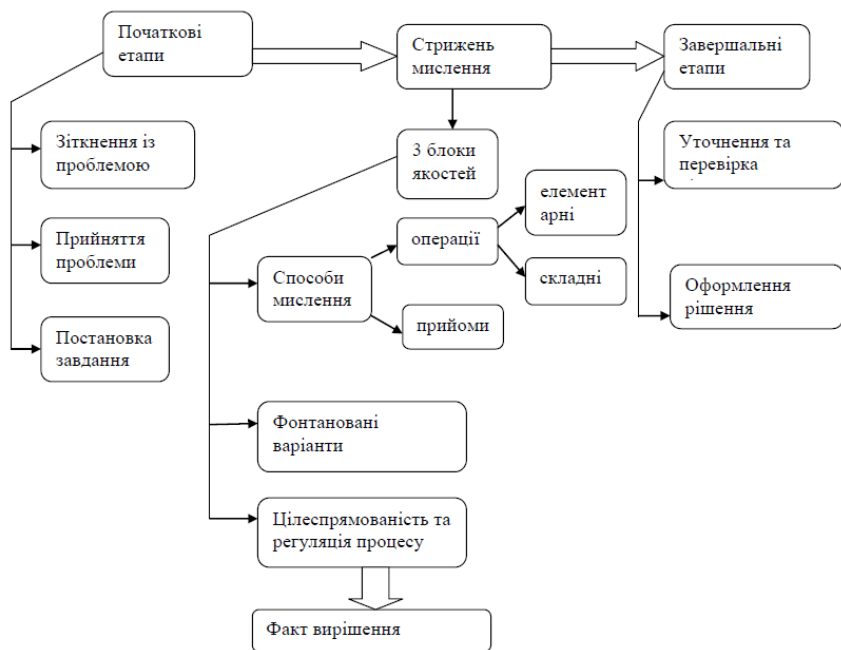 Початкові
етапи
Стрижень
мислення
Завершальні
етапи
Зіткнення із
проблемою
Прийняття
проблеми
Постановка
завдання
3 блоки
якостей
Способи
мислення
операції
прийоми
елемент
арні
складні
Фонтановані
варіанти
Цілеспрямованість та
регуляція процесу
Факт вирішення
Уточнення та
перевірка
Оформлення
рішення